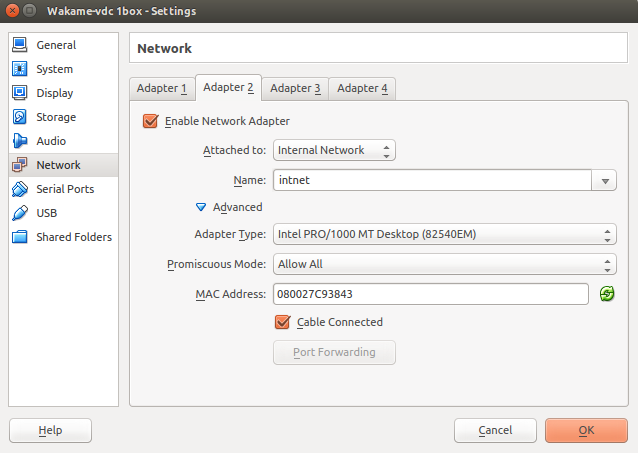 Wakame-vdc 1box - Settings
General
System
Display
Storage
Audio
Network
Serial Ports
USB
Shared Folders
Network
Adapter 1 Adapter 2 Adapter 3 Adapter 4
Enable Network Adapter
Attached to: Internal Network
Name: intnet
Advanced
Adapter Type: Intel PRO/1000 MT Desktop (82540EM)
Promiscuous Mode: Allow All
MAC Address: 080027C93843
Cable Connected
Port Forwarding
Help Cancel OK